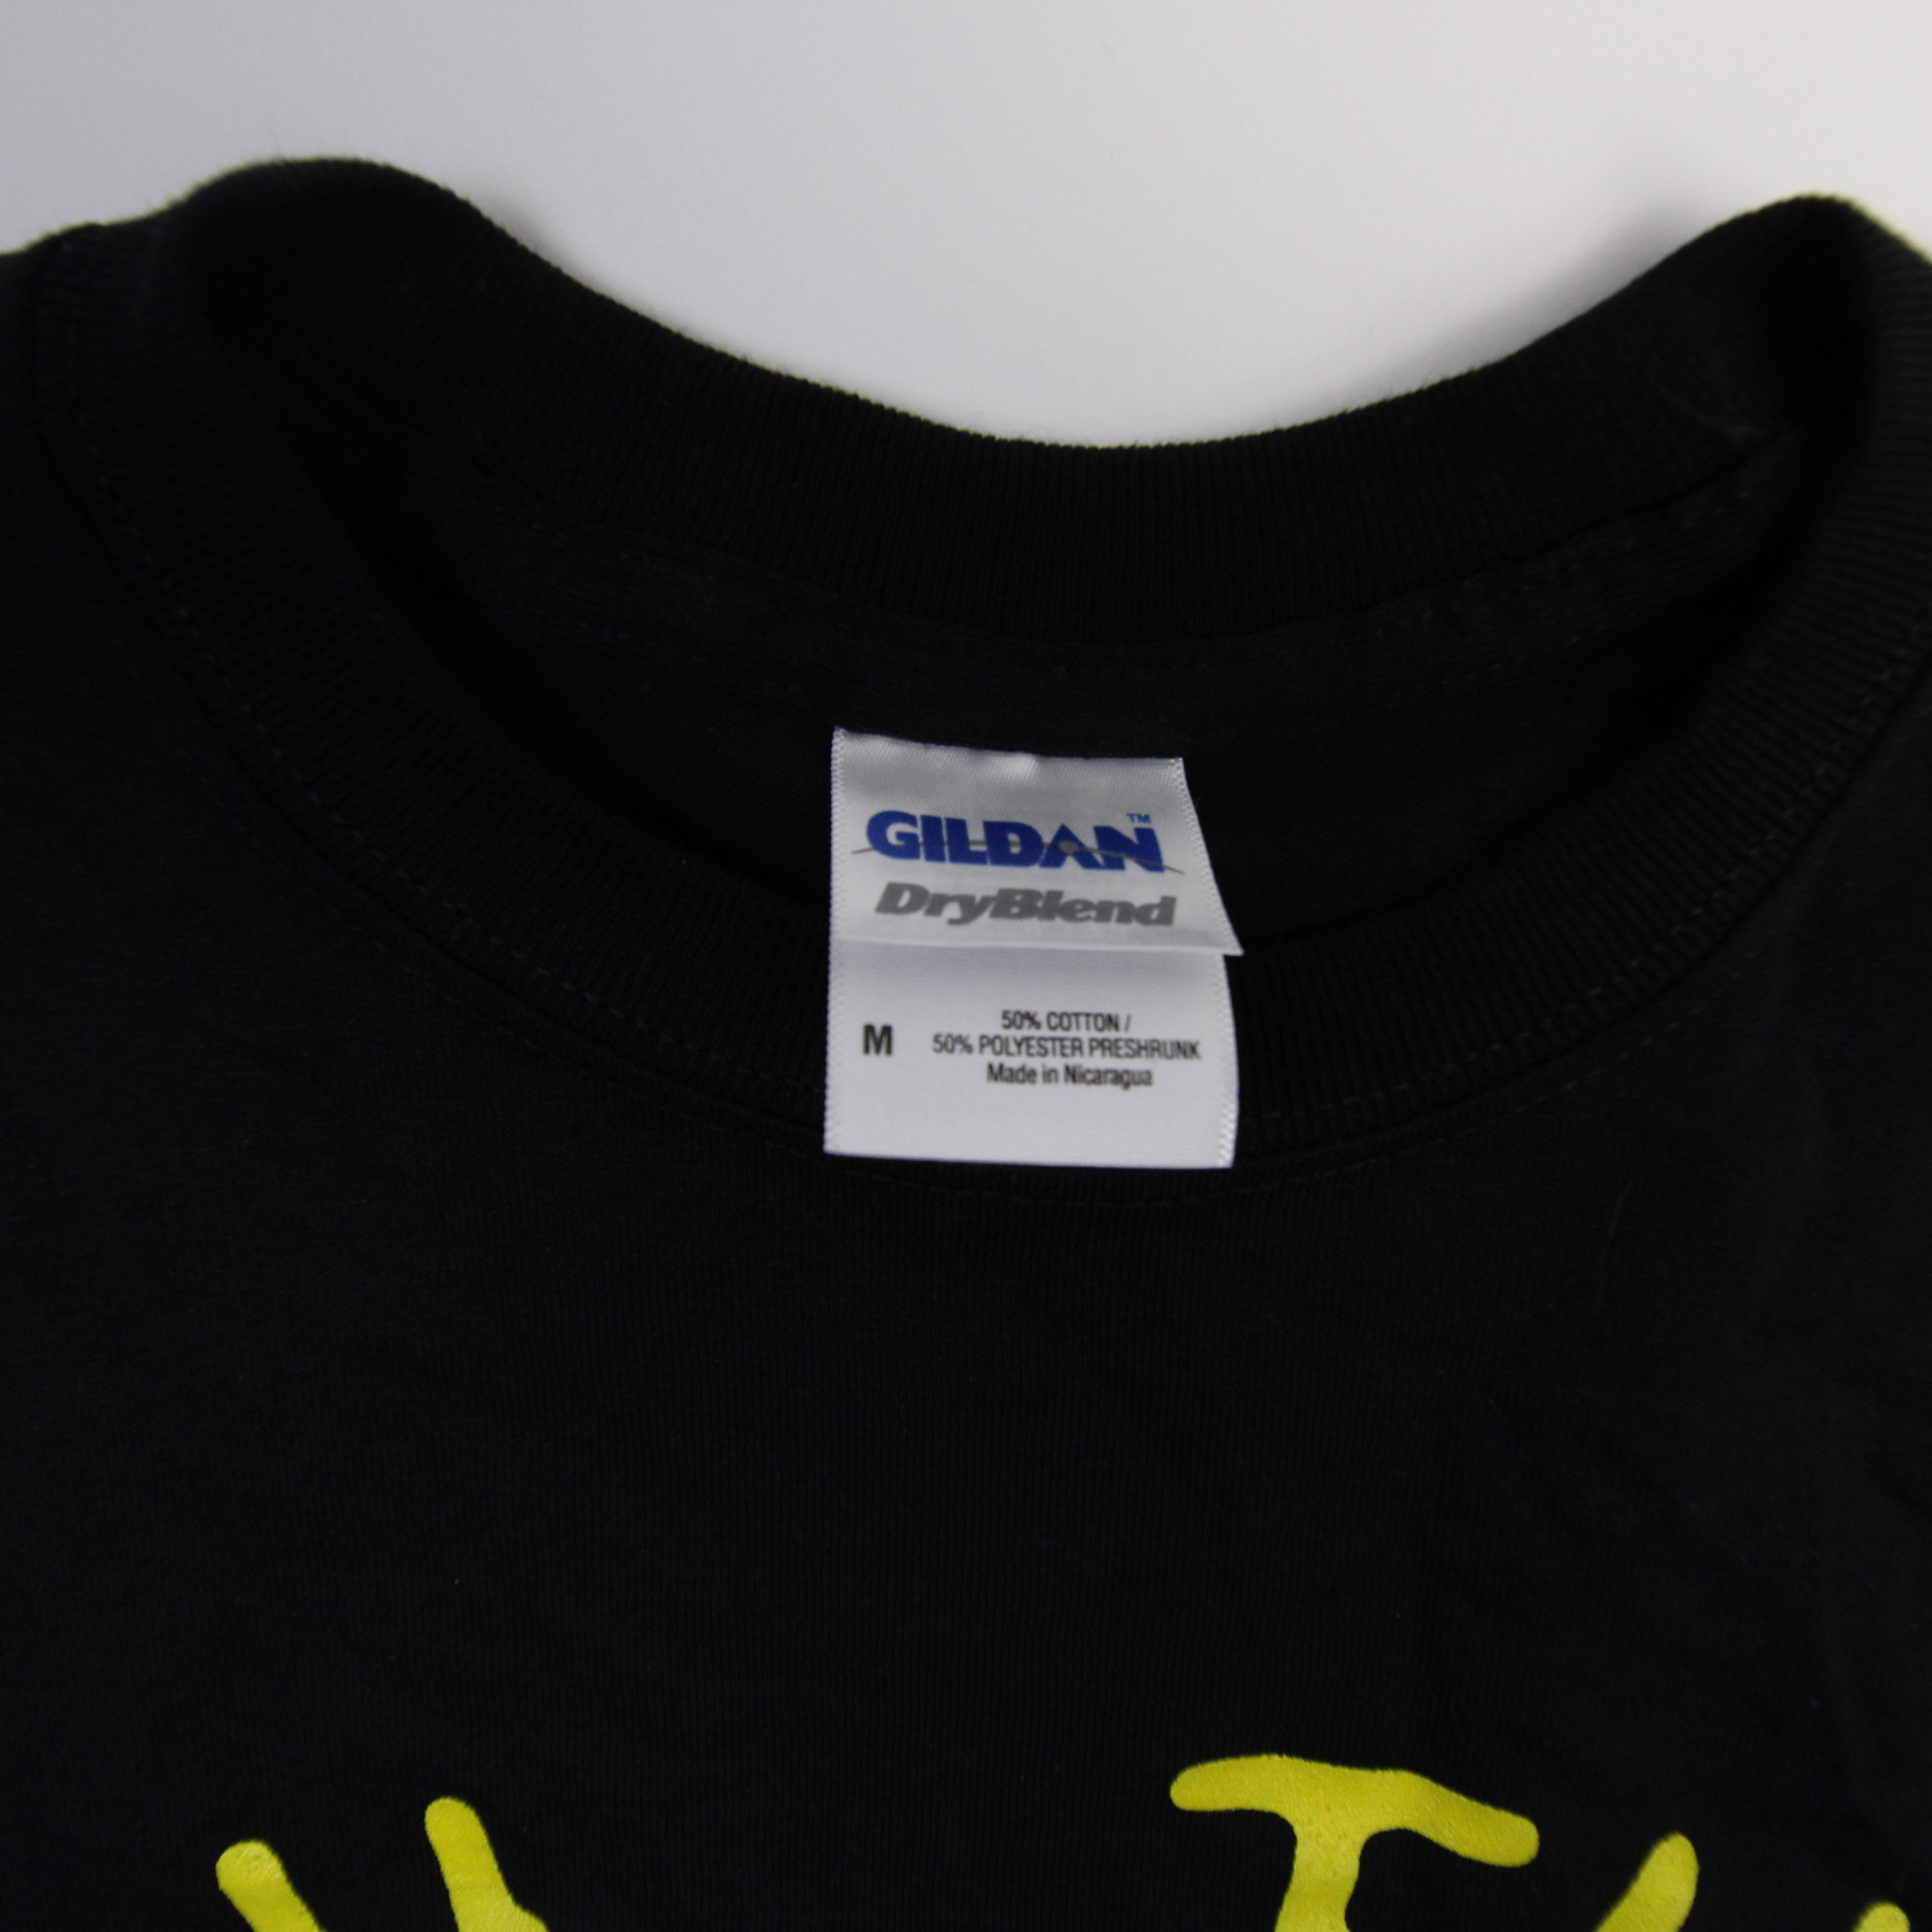 GILDAN™
DryBlend
M
50% COTTON /
50% POLYESTER PRESHRUNK
Made in Nicaragua